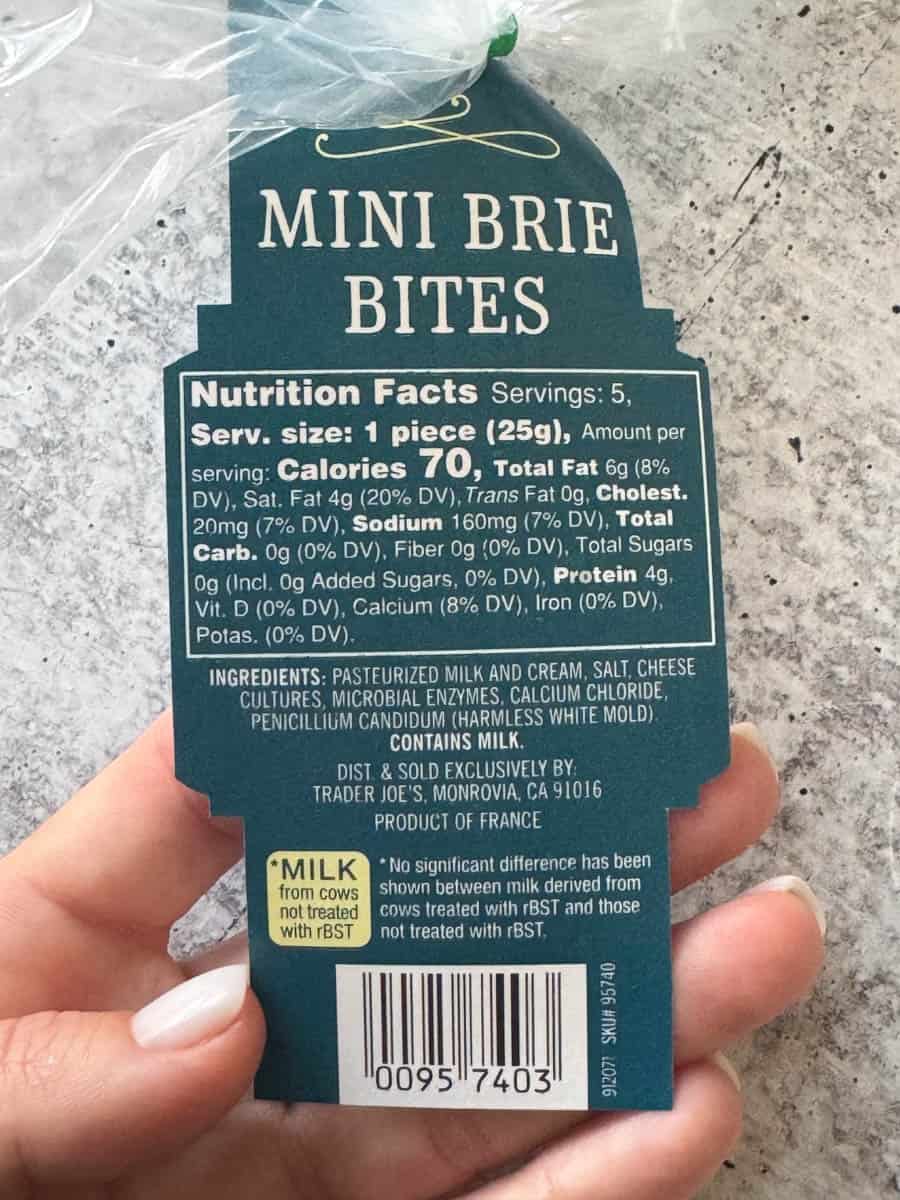 MINI BRIE
BITES
Nutrition Facts Servings: 5,
Serv. size: 1 piece (25g), Amount per
serving: Calories 70, Total Fat 6g (8%
DV), Sat. Fat 4g (20% DV), Trans Fat 0g, Cholest.
20mg (7% DV), Sodium 160mg (7% DV), Total
Carb. 0g (0% DV), Fiber 0g (0% DV), Total Sugars
0g (Incl. 0g Added Sugars, 0% DV), Protein 4g,
Vit. D (0% DV), Calcium (8% DV), Iron (0% DV),
Potas. (0% DV).
INGREDIENTS: PASTEURIZED MILK AND CREAM, SALT, CHEESE
CULTURES, MICROBIAL ENZYMES, CALCIUM CHLORIDE,
PENICILLIUM CANDIDUM (HARMLESS WHITE MOLD).
CONTAINS MILK.
DIST. & SOLD EXCLUSIVELY BY:
TRADER JOE'S, MONROVIA, CA 91016
PRODUCT OF FRANCE
*MILK
from cows
not treated
with rBST
*No significant difference has been
shown between milk derived from
cows treated with rBST and those
not treated with rBST.
0095 7403
912071 SKU# 95740